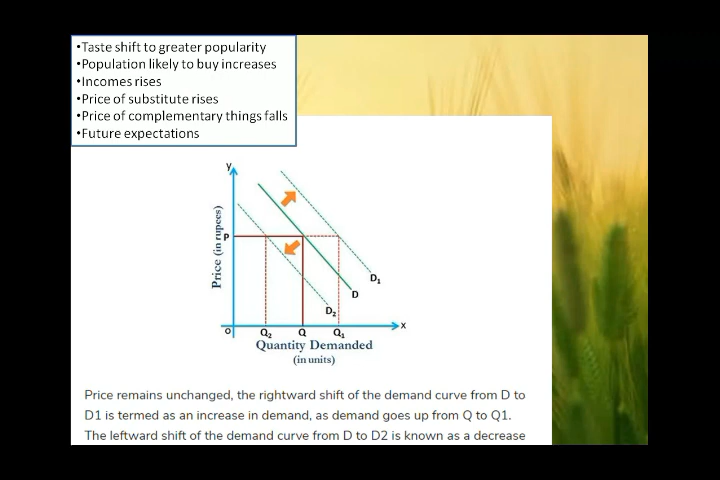 •Taste shift to greater popularity
•Population likely to buy increases
•Incomes rises
•Price of substitute rises
•Price of complementary things falls
•Future expectations
Y
Price (in rupees)
P
D1
D
D2
O
Q2 Q Q1
X
Quantity Demanded
(in units)
Price remains unchanged, the rightward shift of the demand curve from D to
D1 is termed as an increase in demand, as demand goes up from Q to Q1.
The leftward shift of the demand curve from D to D2 is known as a decrease